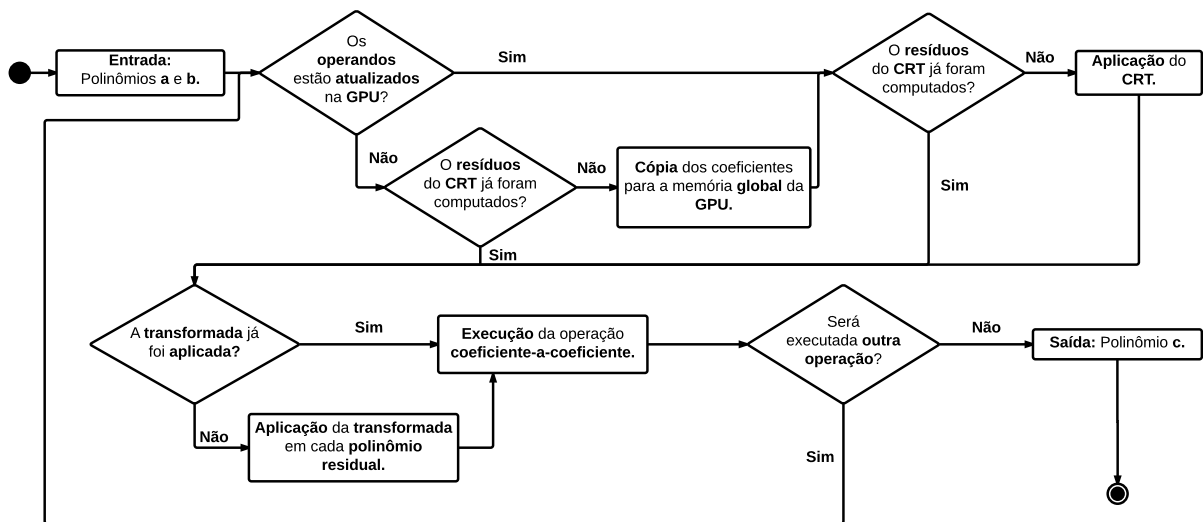 Entrada:
Polinômios a e b.
Os
operandos
estão atualizados
na GPU?
Sim
O resíduos
do CRT já foram
computados?
Não
Aplicação do
CRT.
Não
O resíduos
do CRT já foram
computados?
Não
Cópia dos coeficientes
para a memória global da
GPU.
Sim
Sim
A transformada já
foi aplicada?
Sim
Execução da operação
coeficiente-a-coeficiente.
Será
executada outra
operação?
Não
Saída: Polinômio c.
Não
Aplicação da transformada
em cada polinômio
residual.
Sim